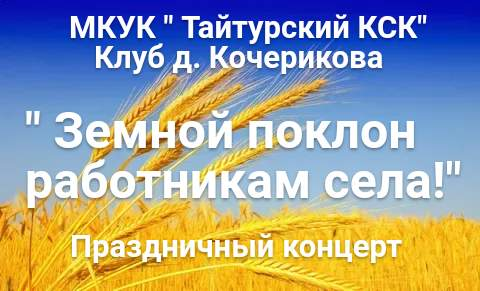 МКУК " Тайтурский КСК"
Клуб д. Кочерикова
" Земной поклон
работникам села!"
Праздничный концерт